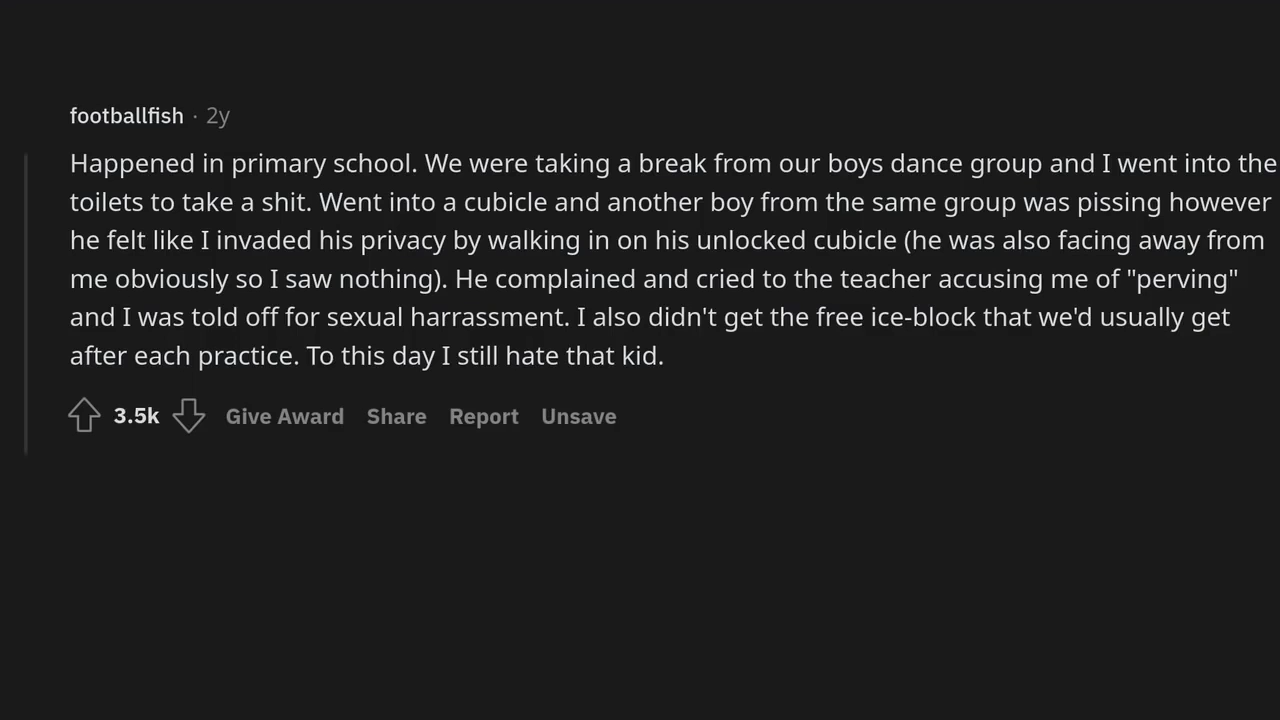 footballfish · 2y
Happened in primary school. We were taking a break from our boys dance group and I went into the
toilets to take a shit. Went into a cubicle and another boy from the same group was pissing however
he felt like I invaded his privacy by walking in on his unlocked cubicle (he was also facing away from
me obviously so I saw nothing). He complained and cried to the teacher accusing me of "perving"
and I was told off for sexual harrassment. I also didn't get the free ice-block that we'd usually get
after each practice. To this day I still hate that kid.
3.5k Give Award Share Report Unsave